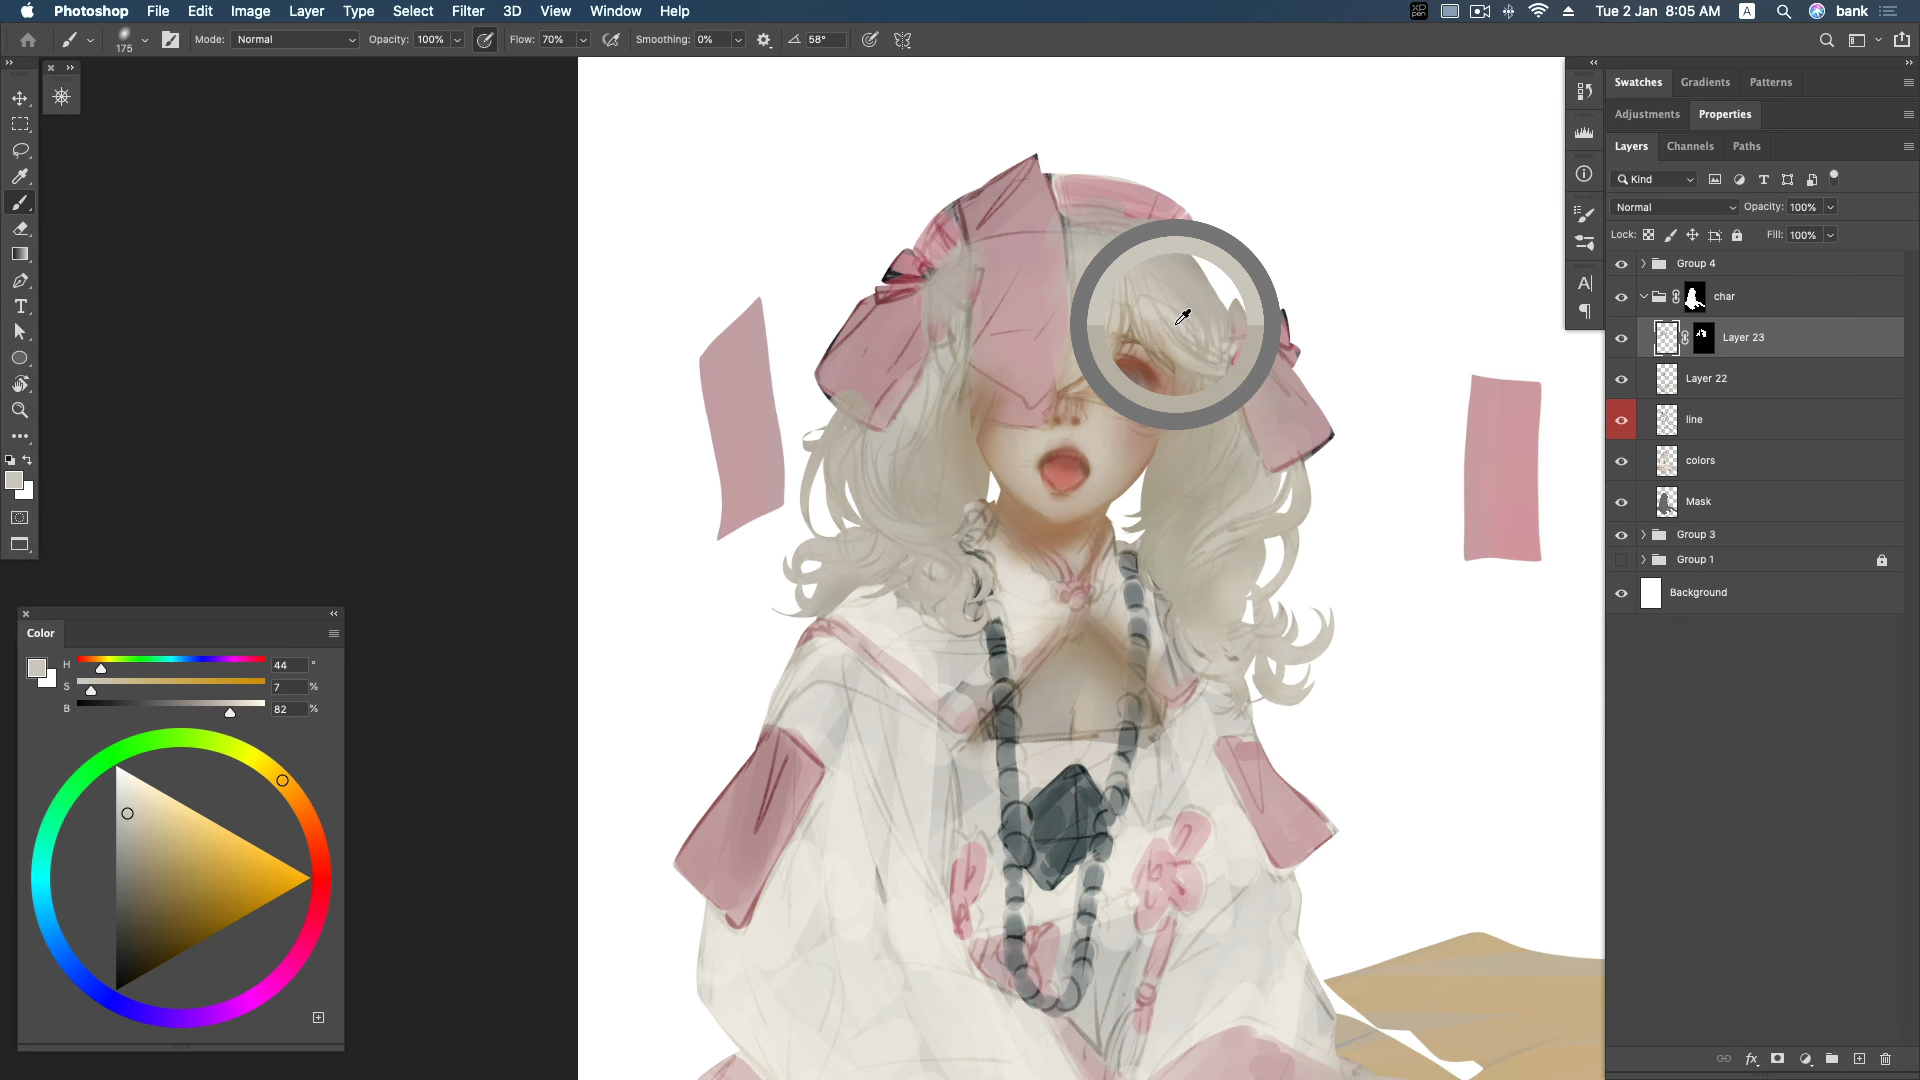 Photoshop File Edit Image Layer Type Select Filter 3D View Window Help
XP PEN Tue 2 Jan 8:05 AM A bank
175 Mode: Normal Opacity: 100% Flow: 70% Smoothing: 0% 58°
Swatches Gradients Patterns
Adjustments Properties
Layers Channels Paths
Kind
Normal Opacity: 100%
Lock: Fill: 100%
Group 4
char
Layer 23
Layer 22
line
colors
Mask
Group 3
Group 1
Background
Color
H 44 °
S 7 %
B 82 %